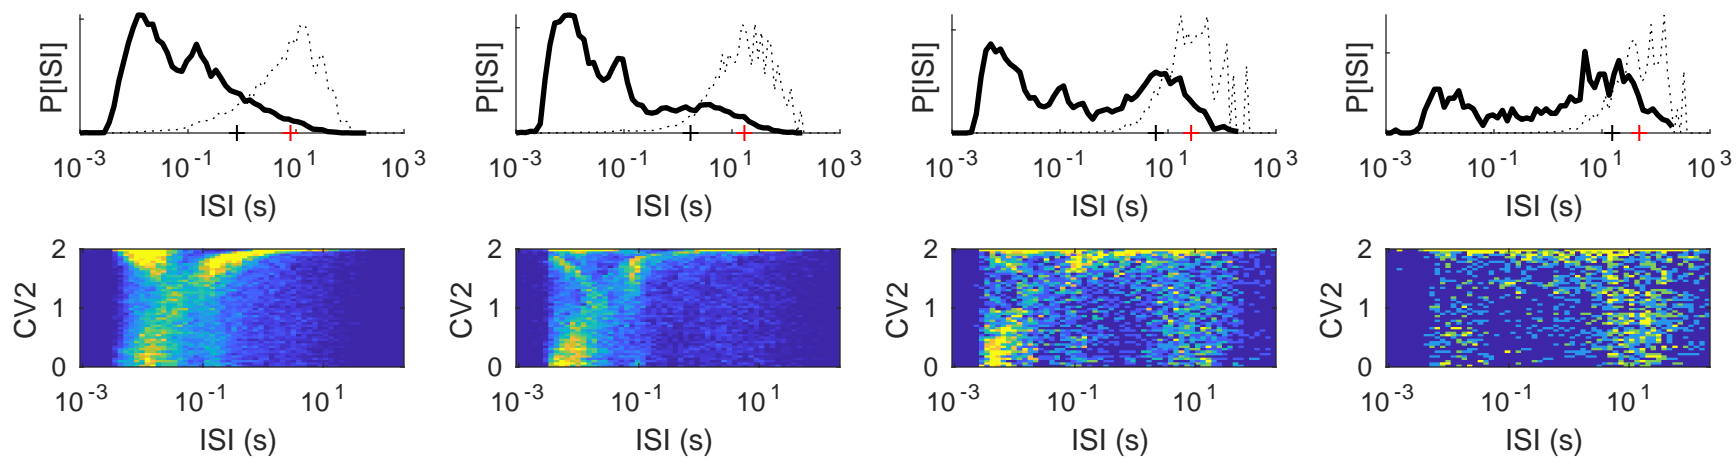 P[ISI] P[ISI] P[ISI] P[ISI]
10^-3 10^-1 10^1 10^3 10^-3 10^-1 10^1 10^3 10^-3 10^-1 10^1 10^3 10^-3 10^-1 10^1 10^3
ISI (s) ISI (s) ISI (s) ISI (s)
2 2 2 2
CV2 1 CV2 1 CV2 1 CV2 1
0 0 0 0
10^-3 10^-1 10^1 10^-3 10^-1 10^1 10^-3 10^-1 10^1 10^-3 10^-1 10^1
ISI (s) ISI (s) ISI (s) ISI (s)